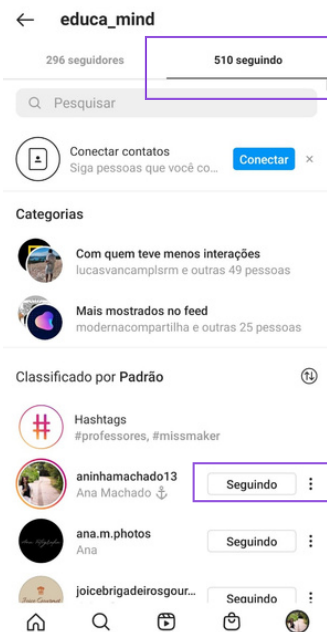 educa_mind
296 seguidores
510 seguindo
Pesquisar
Conectar contatos
Siga pessoas que você co...
Conectar
Categorias
Com quem teve menos interações
lucasvancamplsrm e outras 49 pessoas
Mais mostrados no feed
modernacompartilha e outras 25 pessoas
Classificado por Padrão
Hashtags
#professores, #missmaker
aninhamachado13
Ana Machado ⚓
Seguindo
ana.m.photos
Ana
Seguindo
joicebrigadeirosgour...
Seguindo